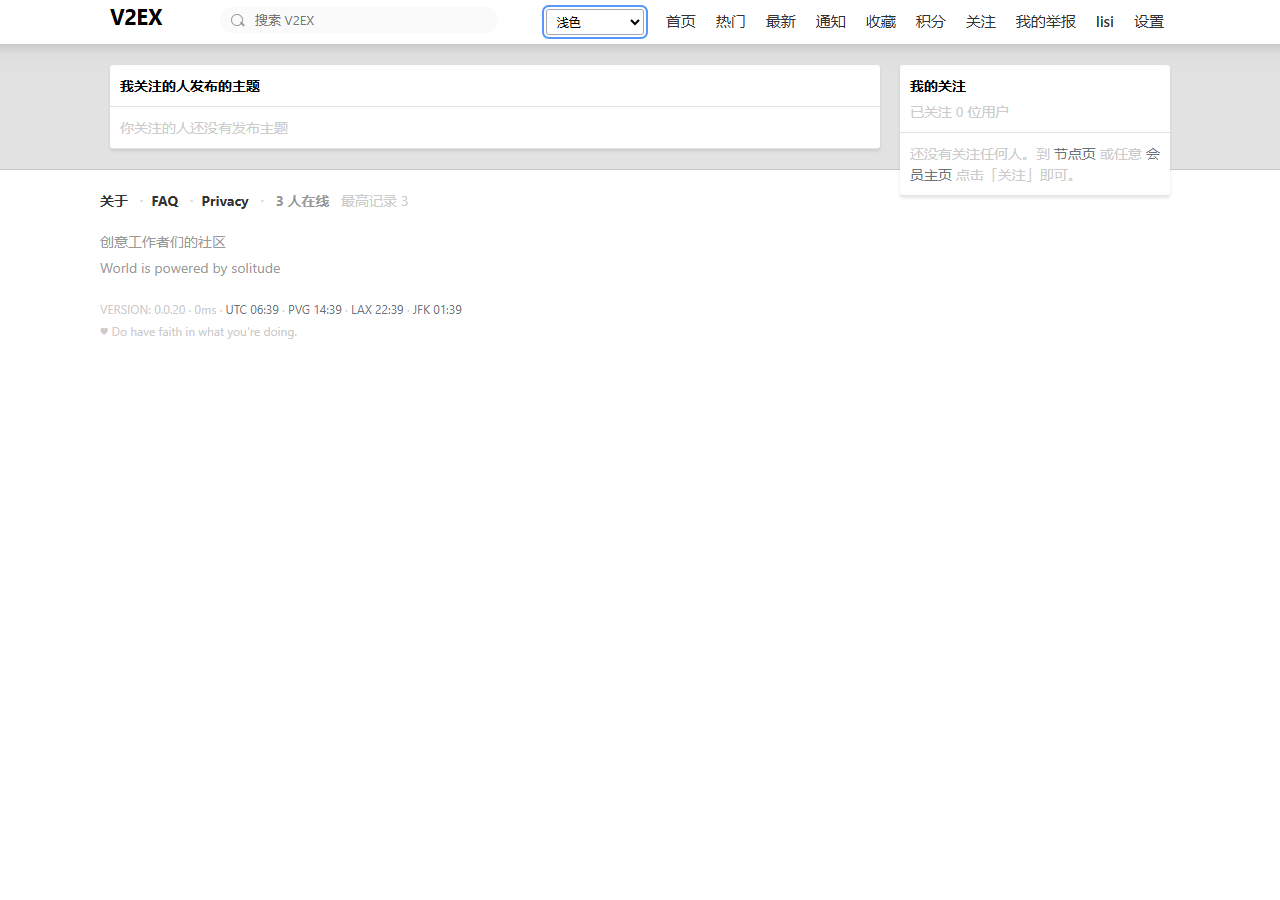 V2EX
搜索 V2EX
浅色 首页 热门 最新 通知 收藏 积分 关注 我的举报 lisi 设置
我关注的人发布的主题
你关注的人还没有发布主题
我的关注
已关注 0 位用户
还没有关注任何人。到 节点页 或任意 会
员主页 点击「关注」即可。
关于 · FAQ · Privacy · 3 人在线 最高记录 3
创意工作者们的社区
World is powered by solitude
VERSION: 0.0.20 · 0ms · UTC 06:39 · PVG 14:39 · LAX 22:39 · JFK 01:39
♥ Do have faith in what you're doing.